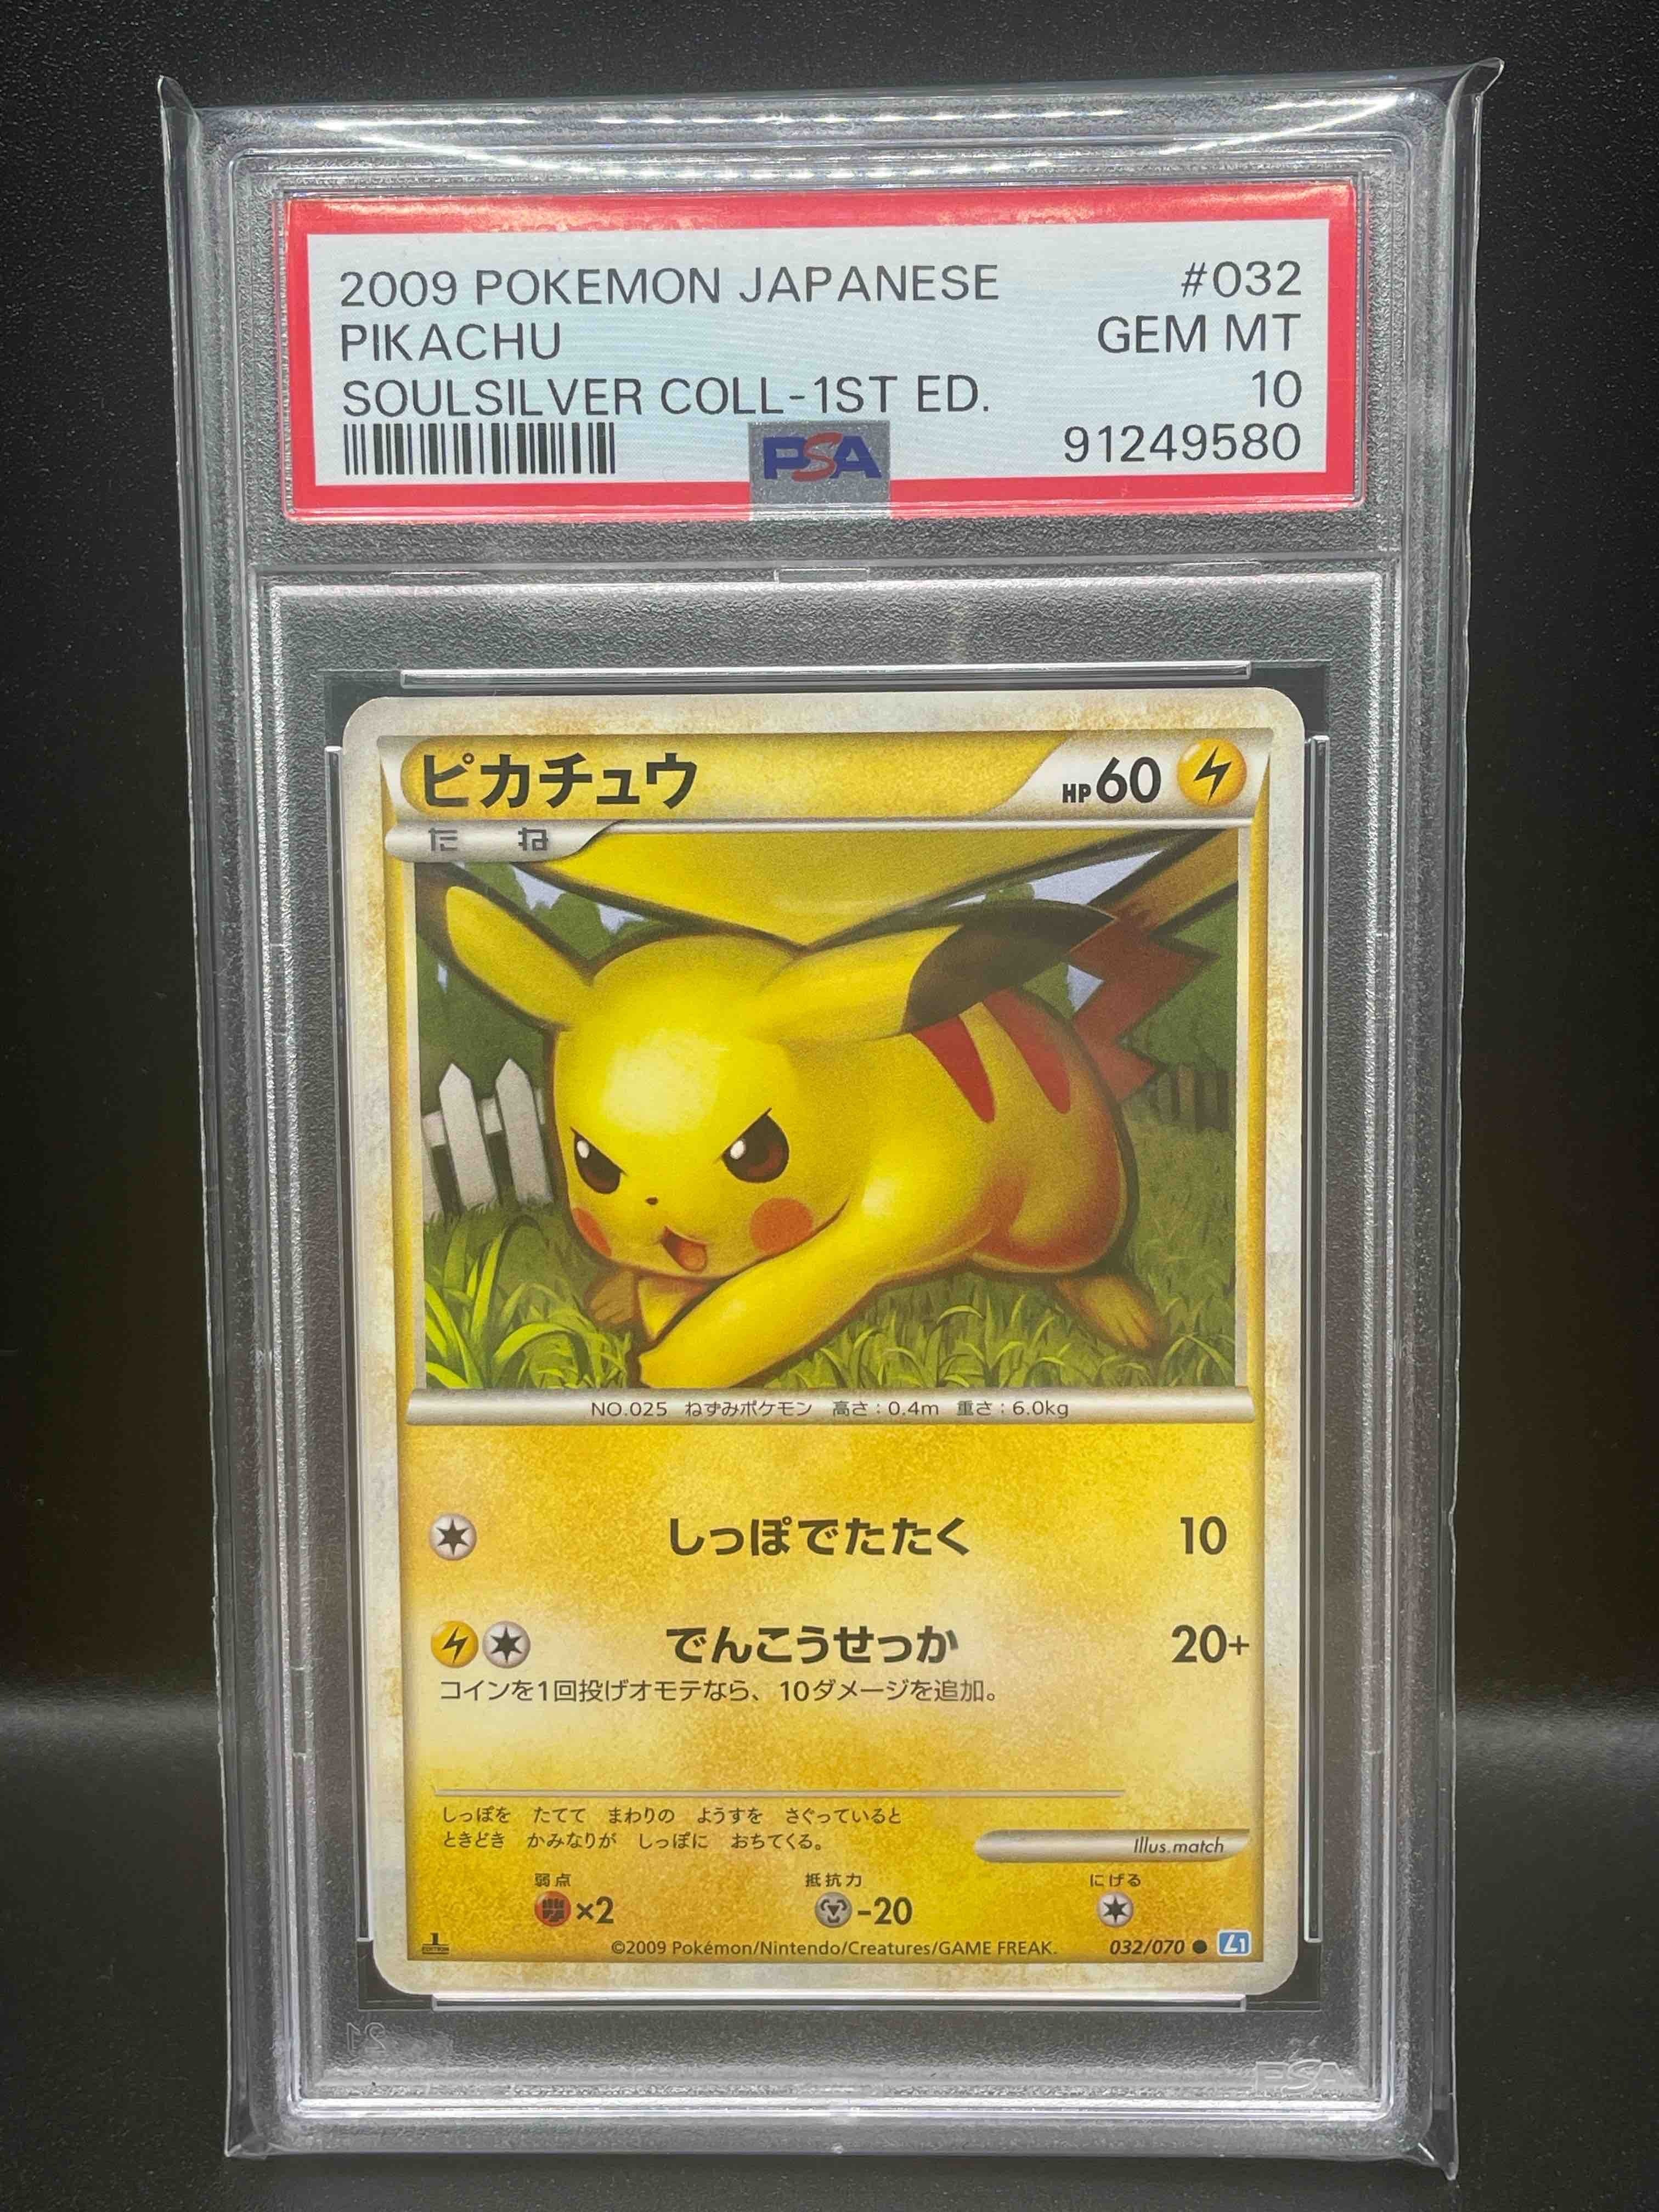 2009 POKEMON JAPANESE #032
PIKACHU GEM MT
SOULSILVER COLL-1ST ED. 10
PSA 91249580
ピカチュウ HP60
たね
NO.025 ねずみポケモン 高さ:0.4m 重さ:6.0kg
しっぽでたたく 10
でんこうせっか 20+
コインを1回投げオモテなら、10ダメージを追加。
しっぽを たてて まわりの ようすを さぐっていると
ときどき かみなりが しっぽに おちてくる。
Illus.match
弱点 抵抗力 にげる
×2 -20
1 EDITION ©2009 Pokémon/Nintendo/Creatures/GAME FREAK. 032/070 ● L1
PSA